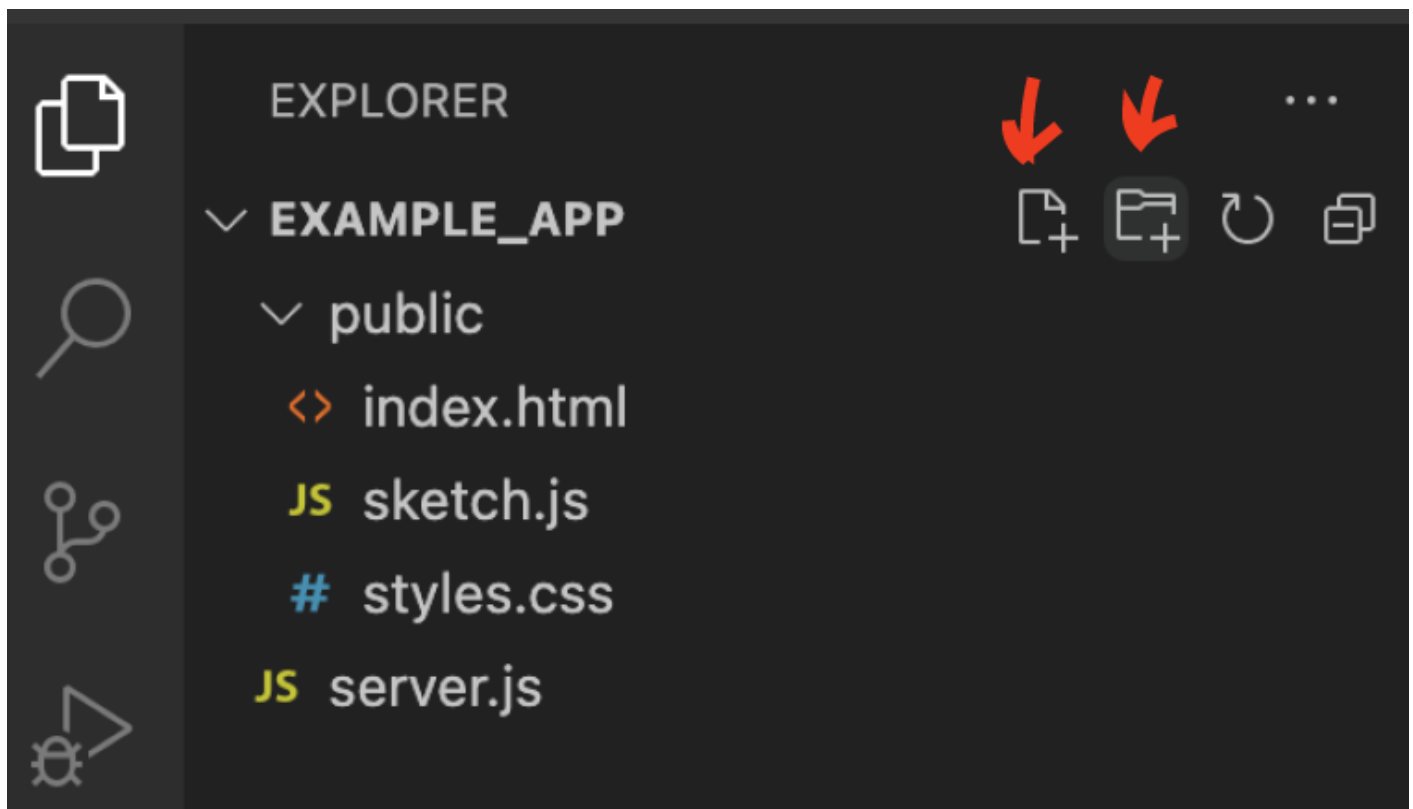 EXPLORER
EXAMPLE_APP
public
index.html
JS sketch.js
# styles.css
JS server.js